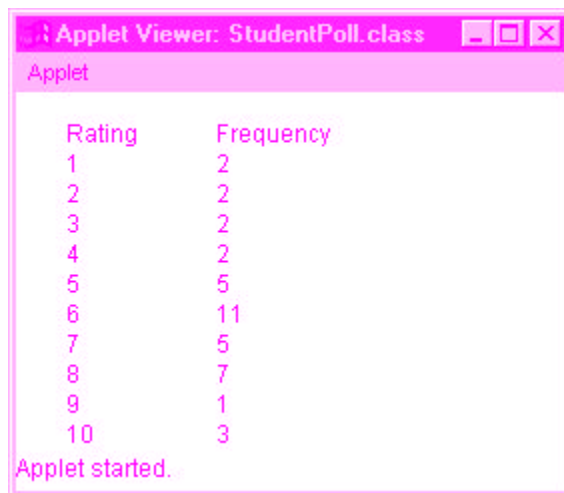 Applet Viewer: StudentPoll.class
Applet
Rating Frequency
1 2
2 2
3 2
4 2
5 5
6 11
7 5
8 7
9 1
10 3
Applet started.